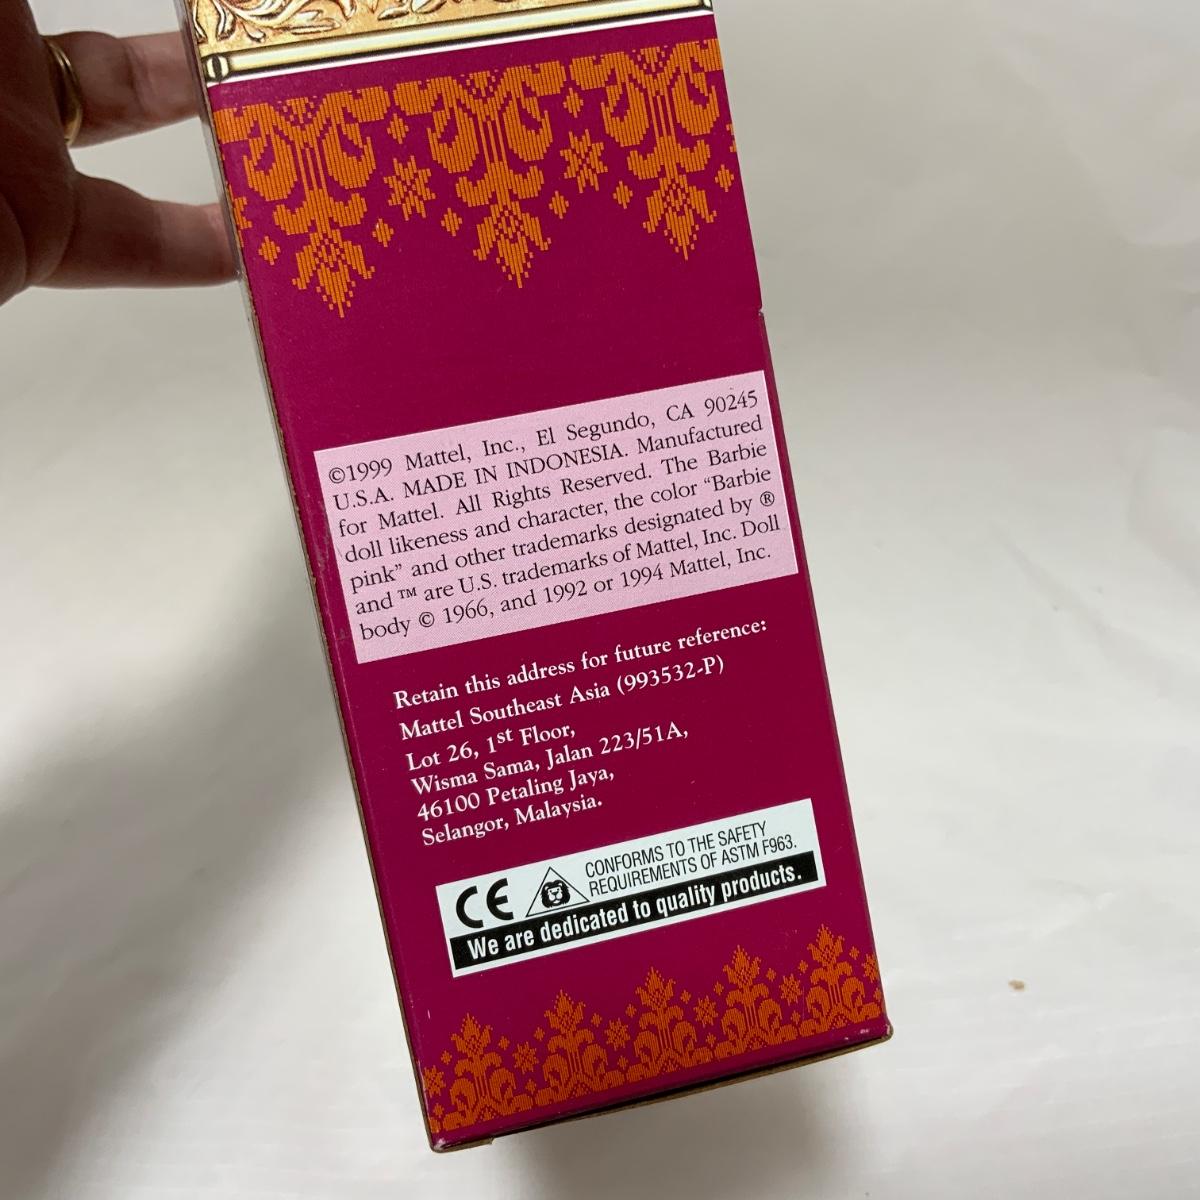 ©1999 Mattel, Inc., El Segundo, CA 90245
U.S.A. MADE IN INDONESIA. Manufactured
for Mattel. All Rights Reserved. The Barbie
doll likeness and character, the color “Barbie
pink” and other trademarks designated by ®
and ™ are U.S. trademarks of Mattel, Inc. Doll
body © 1966, and 1992 or 1994 Mattel, Inc.
Retain this address for future reference:
Mattel Southeast Asia (993532-P)
Lot 26, 1st Floor,
Wisma Sama, Jalan 223/51A,
46100 Petaling Jaya,
Selangor, Malaysia.
CE
CONFORMS TO THE SAFETY
REQUIREMENTS OF ASTM F963.
We are dedicated to quality products.